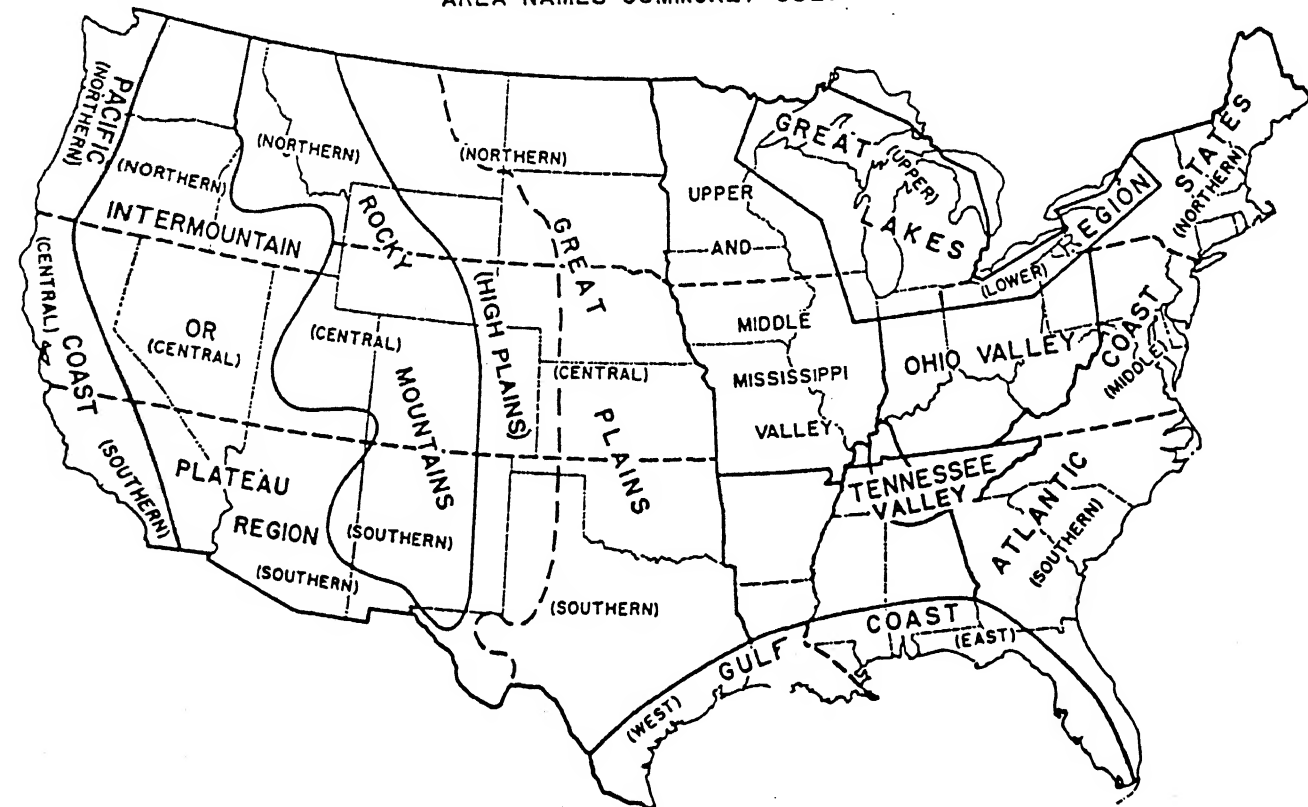 AREA NAMES COMMONLY
PACIFIC
(NORTHERN)
(CENTRAL)
COAST
(SOUTHERN)
(NORTHERN)
INTERMOUNTAIN
OR
(CENTRAL)
PLATEAU
REGION
(SOUTHERN)
(NORTHERN)
ROCKY
(CENTRAL)
MOUNTAINS
(SOUTHERN)
(NORTHERN)
GREAT
(HIGH PLAINS)
(CENTRAL)
PLAINS
(SOUTHERN)
UPPER
AND
MIDDLE
MISSISSIPPI
VALLEY
GREAT
(UPPER)
LAKES
REGION
(LOWER)
OHIO VALLEY
TENNESSEE
VALLEY
STATES
(NORTHERN)
COAST
(MIDDLE)
ATLANTIC
(SOUTHERN)
COAST
(EAST)
GULF
(WEST)